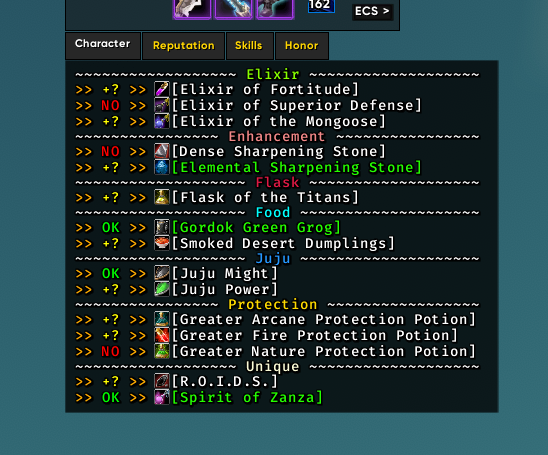 162
ECS >
Character Reputation Skills Honor
~~~~~~~~~~~~~~~~~~ Elixir ~~~~~~~~~~~~~~~~~~~
>> +? >> [Elixir of Fortitude]
>> NO >> [Elixir of Superior Defense]
>> +? >> [Elixir of the Mongoose]
~~~~~~~~~~~~~~~~ Enhancement ~~~~~~~~~~~~~~~~
>> NO >> [Dense Sharpening Stone]
>> +? >> [Elemental Sharpening Stone]
~~~~~~~~~~~~~~~~~~~ Flask ~~~~~~~~~~~~~~~~~~~
>> +? >> [Flask of the Titans]
~~~~~~~~~~~~~~~~~~~ Food ~~~~~~~~~~~~~~~~~~~~
>> OK >> [Gordok Green Grog]
>> +? >> [Smoked Desert Dumplings]
~~~~~~~~~~~~~~~~~~~ Juju ~~~~~~~~~~~~~~~~~~~~
>> OK >> [Juju Might]
>> +? >> [Juju Power]
~~~~~~~~~~~~~~~~ Protection ~~~~~~~~~~~~~~~~~
>> +? >> [Greater Arcane Protection Potion]
>> +? >> [Greater Fire Protection Potion]
>> NO >> [Greater Nature Protection Potion]
~~~~~~~~~~~~~~~~~~ Unique ~~~~~~~~~~~~~~~~~~~
>> +? >> [R.O.I.D.S.]
>> OK >> [Spirit of Zanza]